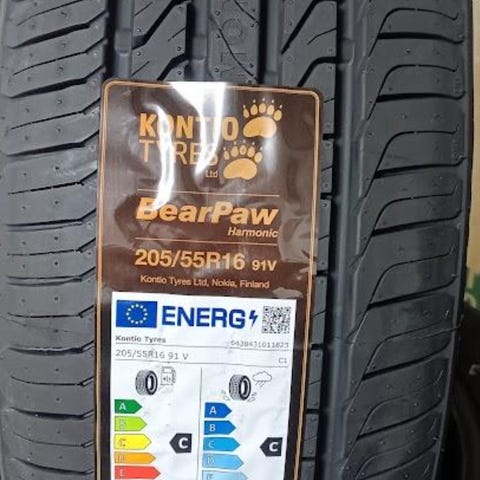 KONTIO
TYRES
Ltd
BearPaw
Harmonic
205/55R16 91V
Kontio Tyres Ltd, Nokia, Finland
ENERG
Kontio Tyres
205/55R16 91 V C1
A A
B B
C C C C
D D
E E